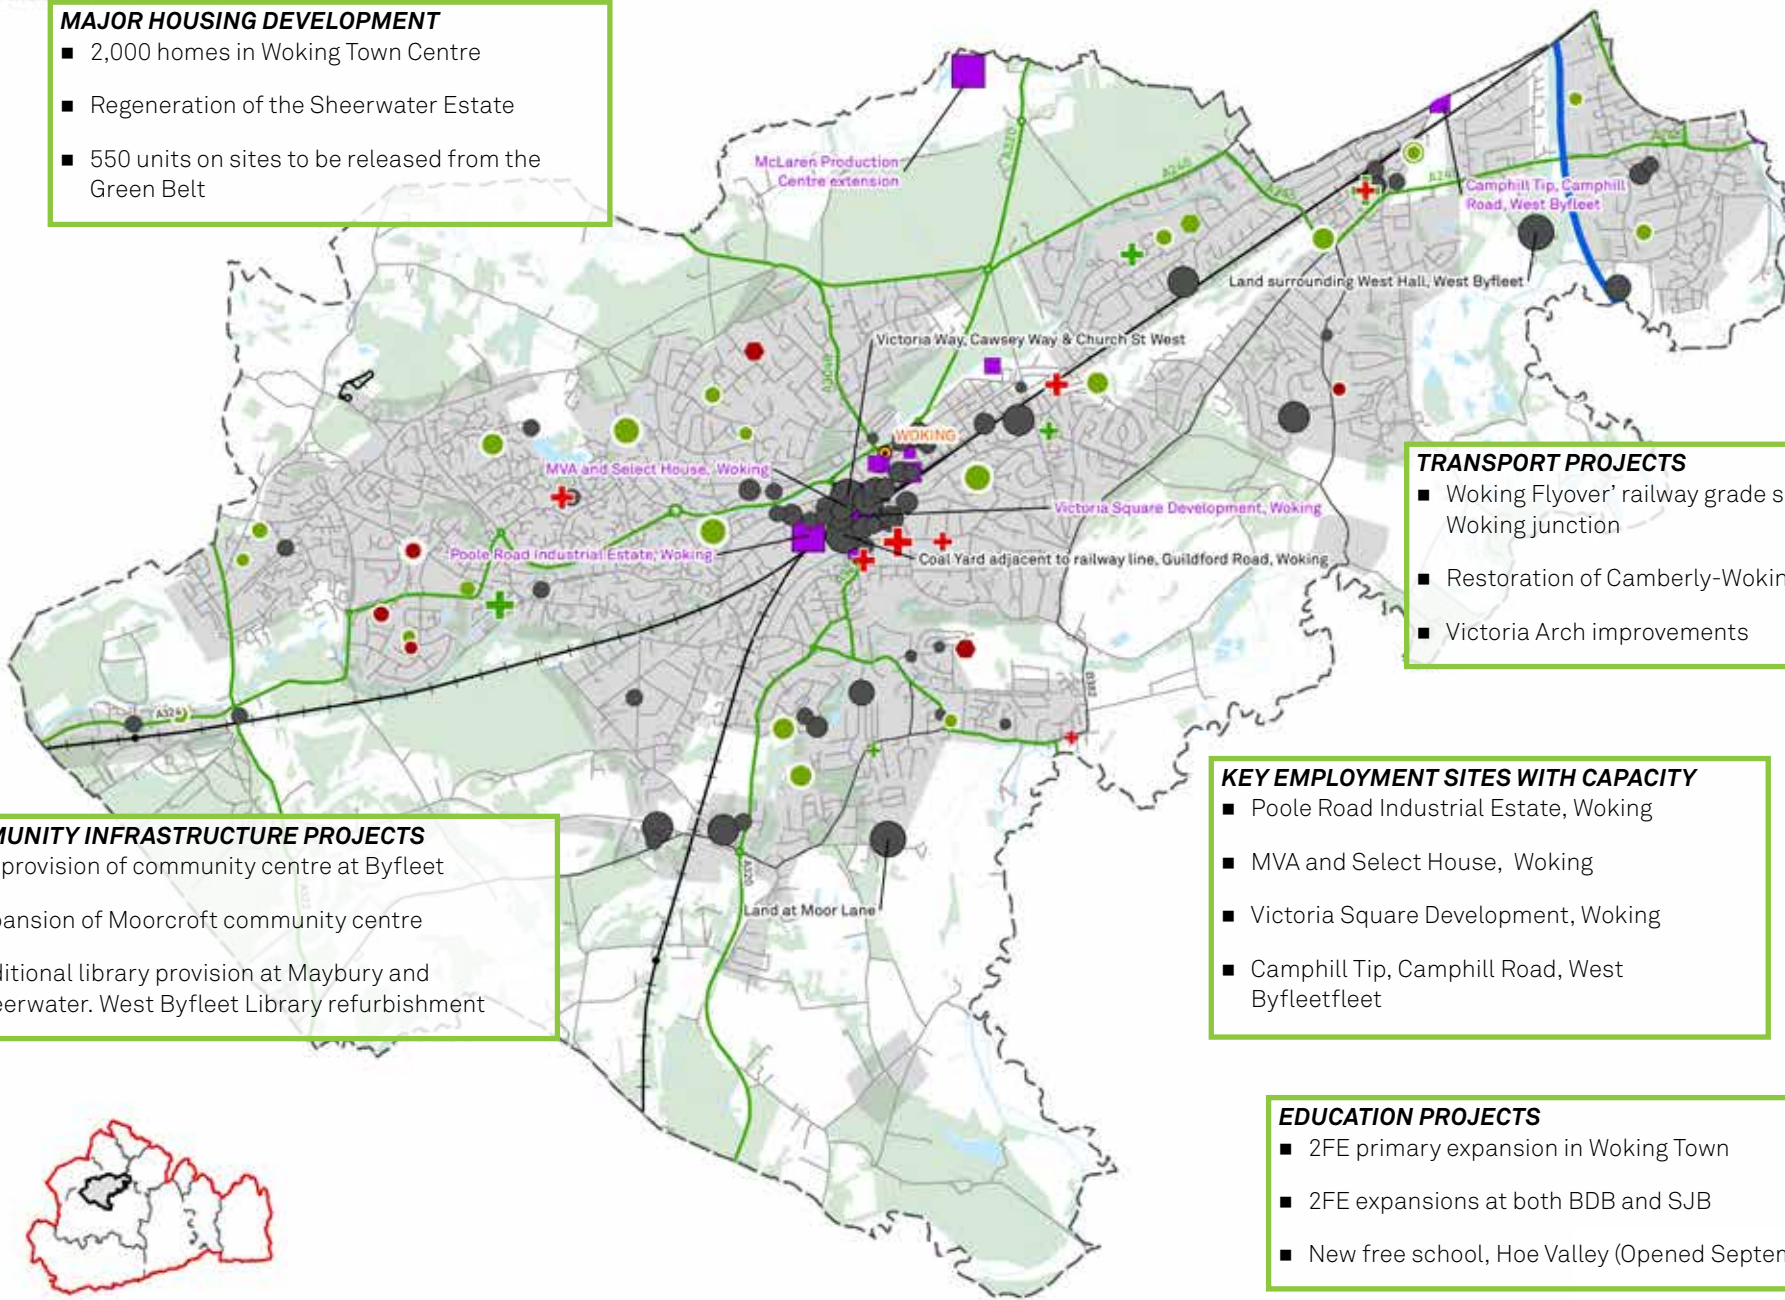 MAJOR HOUSING DEVELOPMENT
■ 2,000 homes in Woking Town Centre
■ Regeneration of the Sheerwater Estate
■ 550 units on sites to be released from the
Green Belt
McLaren Production
Centre extension
A320
A245
Camphill Tip, Camphill
Road, West Byfleet
Land surrounding West Hall, West Byfleet
Victoria Way, Cawsey Way & Church St West
WOKING
MVA and Select House, Woking
Victoria Square Development, Woking
Poole Road Industrial Estate, Woking
Coal Yard adjacent to railway line, Guildford Road, Woking
TRANSPORT PROJECTS
■ Woking Flyover' railway grade s
Woking junction
■ Restoration of Camberly-Wokin
■ Victoria Arch improvements
B382
A324
KEY EMPLOYMENT SITES WITH CAPACITY
■ Poole Road Industrial Estate, Woking
■ MVA and Select House, Woking
■ Victoria Square Development, Woking
■ Camphill Tip, Camphill Road, West
Byfleetfleet
MUNITY INFRASTRUCTURE PROJECTS
provision of community centre at Byfleet
pansion of Moorcroft community centre
ditional library provision at Maybury and
eerwater. West Byfleet Library refurbishment
A320
Land at Moor Lane
EDUCATION PROJECTS
■ 2FE primary expansion in Woking Town
■ 2FE expansions at both BDB and SJB
■ New free school, Hoe Valley (Opened Septem